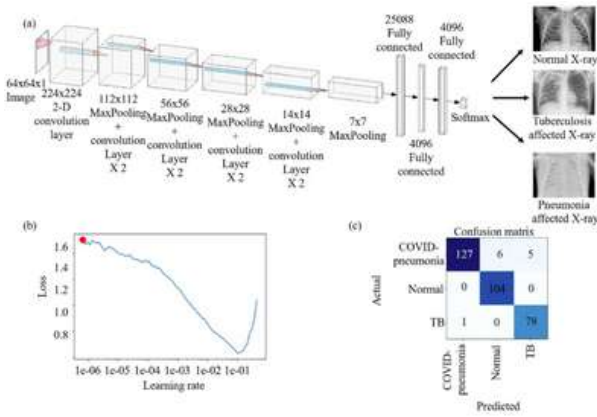 (a)
64x64x1
Image
224x224
2-D
convolution
layer
112x112
MaxPooling
+
convolution
Layer
X 2
56x56
MaxPooling
+
convolution
Layer
X 2
28x28
MaxPooling
+
convolution
Layer
X 2
14x14
MaxPooling
+
convolution
Layer
X 2
7x7
MaxPooling
25088
Fully
connected
4096
Fully
connected
4096
Fully
connected
Softmax
Normal X-ray
Tuberculosis
affected X-ray
Pneumonia
affected X-ray
(b)
Loss
1.6
1.4
1.2
1.0
0.8
1e-06 1e-05 1e-04 1e-03 1e-02 1e-01
Learning rate
(c)
Confusion matrix
Actual
COVID-
pneumonia
127 6 5
Normal
0 104 0
TB
1 0 78
COVID-
pneumonia
Normal
TB
Predicted